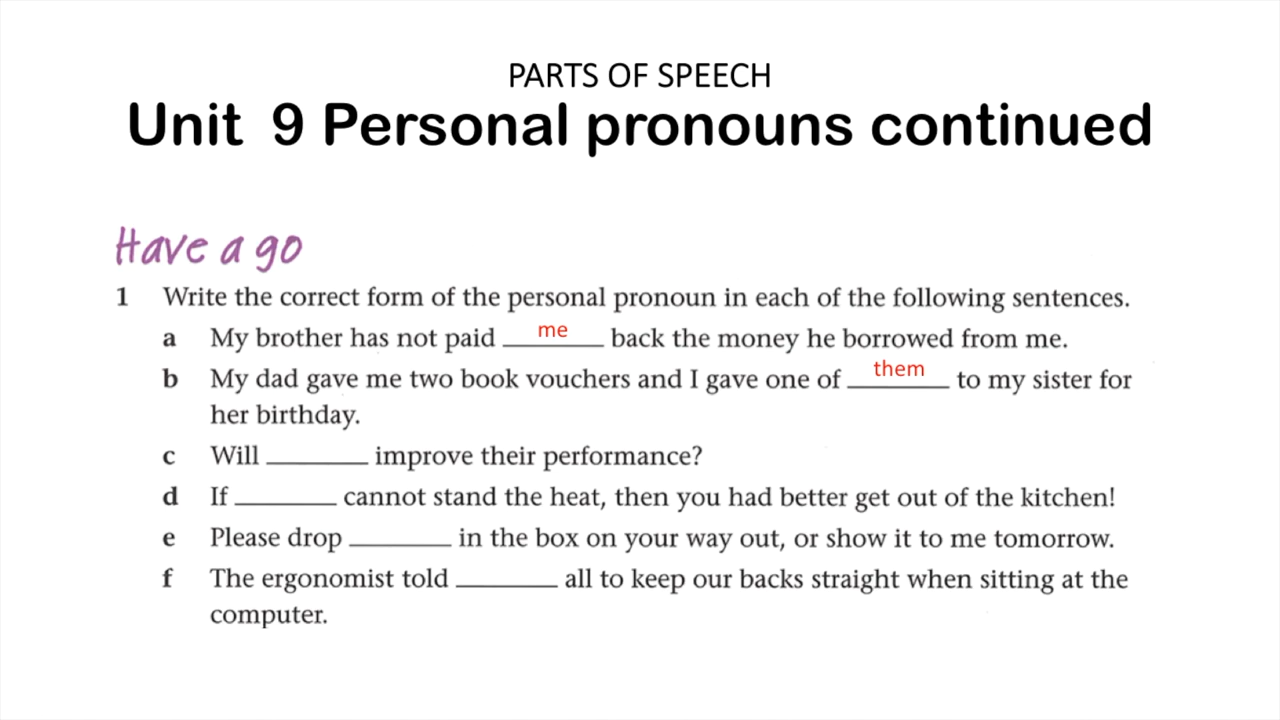 PARTS OF SPEECH
Unit 9 Personal pronouns continued
Have a go
1 Write the correct form of the personal pronoun in each of the following sentences.
a My brother has not paid me back the money he borrowed from me.
b My dad gave me two book vouchers and I gave one of them to my sister for
her birthday.
c Will ________ improve their performance?
d If ________ cannot stand the heat, then you had better get out of the kitchen!
e Please drop ________ in the box on your way out, or show it to me tomorrow.
f The ergonomist told ________ all to keep our backs straight when sitting at the
computer.